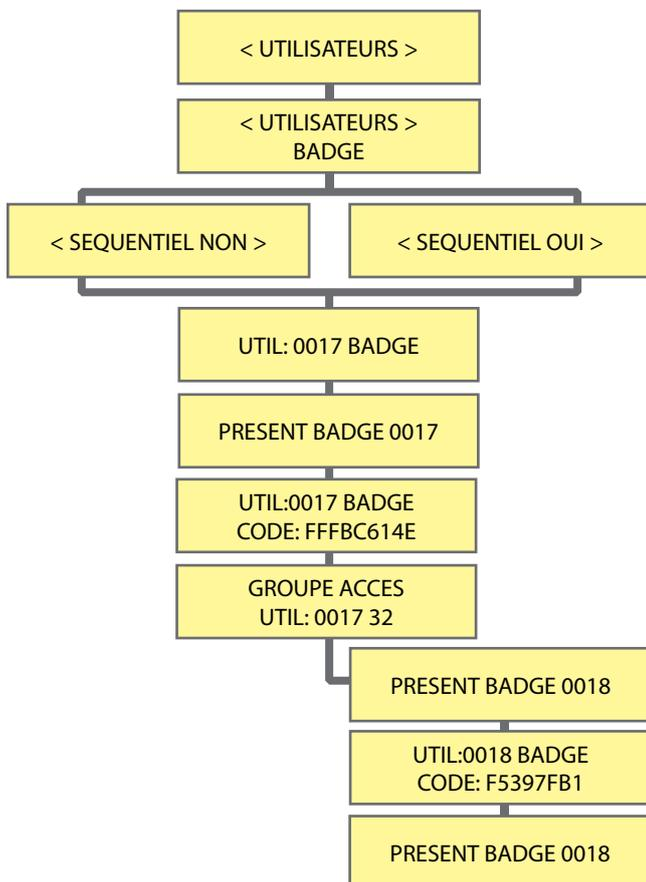 < UTILISATEURS >
< UTILISATEURS >
BADGE
< SEQUENTIEL NON >
< SEQUENTIEL OUI >
UTIL: 0017 BADGE
PRESENT BADGE 0017
UTIL:0017 BADGE
CODE: FFFBC614E
GROUPE ACCES
UTIL: 0017 32
PRESENT BADGE 0018
UTIL:0018 BADGE
CODE: F5397FB1
PRESENT BADGE 0018